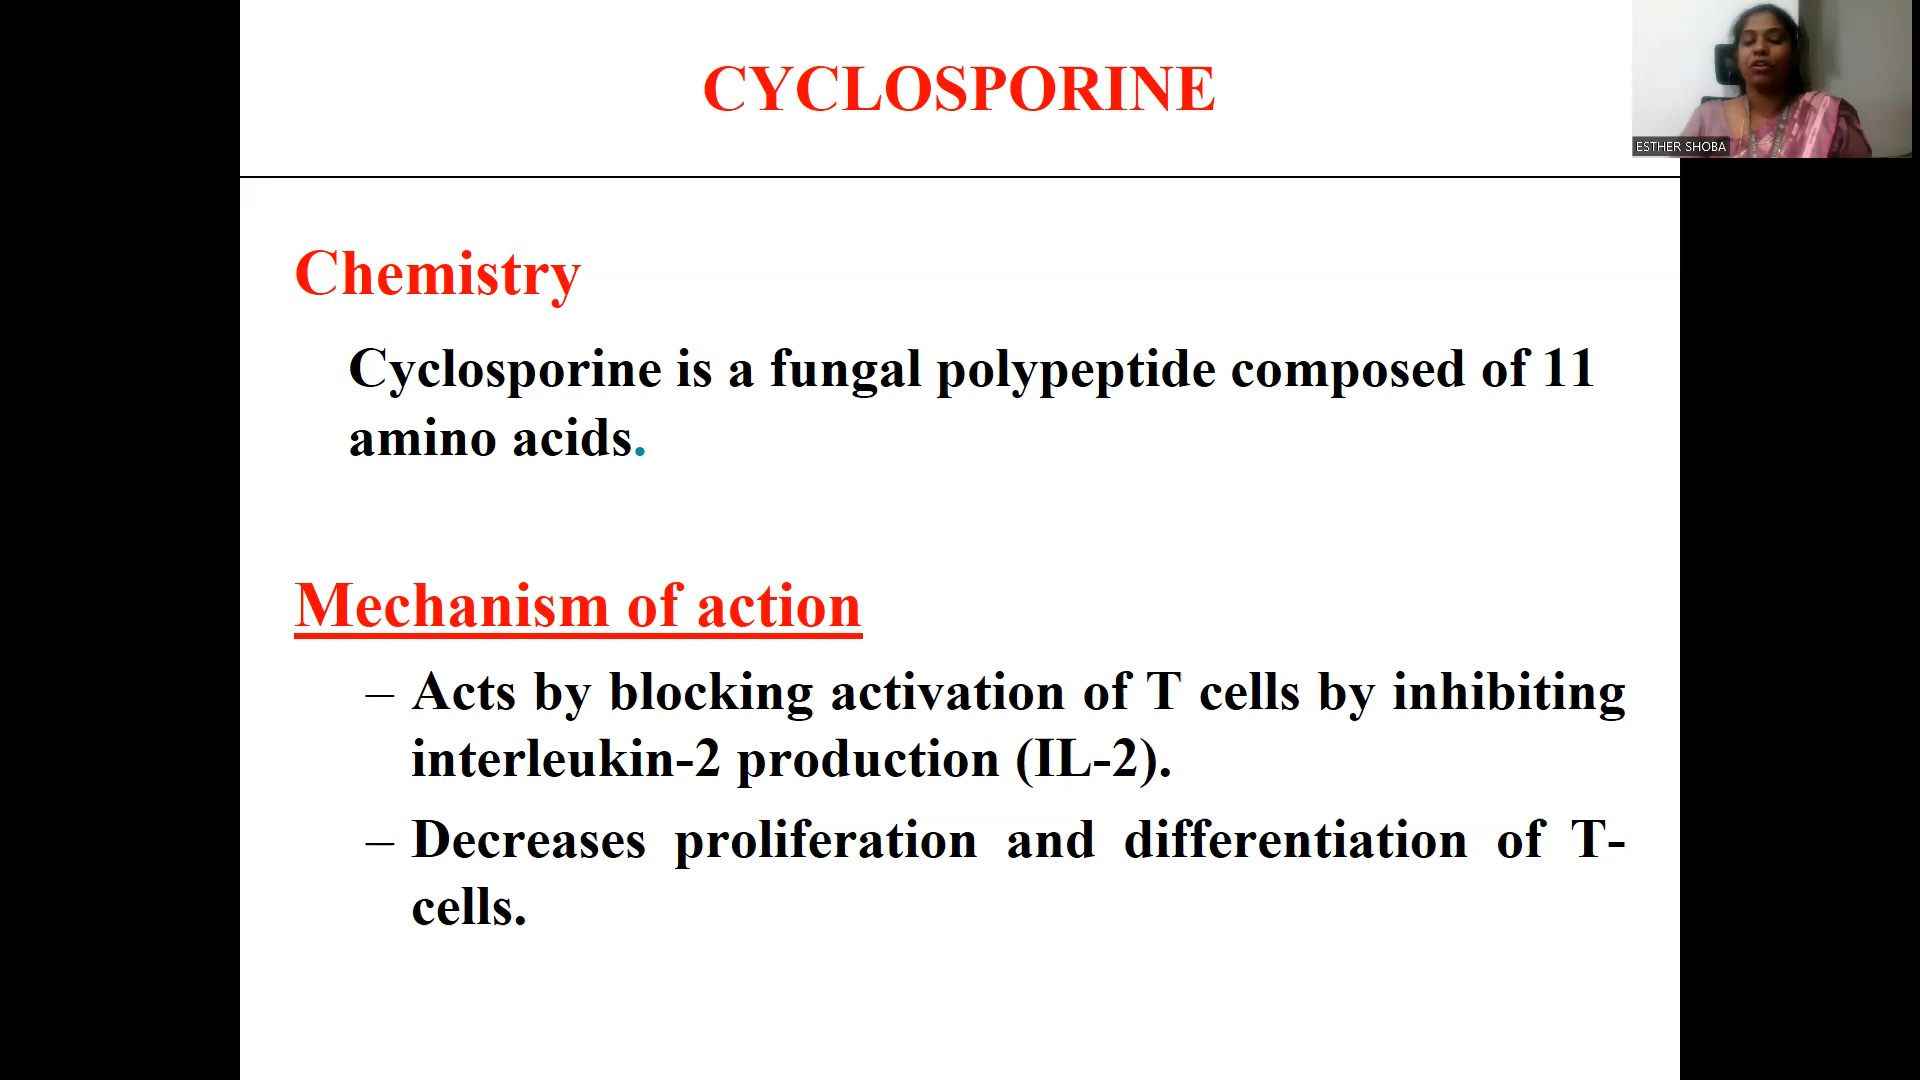 CYCLOSPORINE
ESTHER SHOBA
Chemistry
Cyclosporine is a fungal polypeptide composed of 11
amino acids.
Mechanism of action
– Acts by blocking activation of T cells by inhibiting
interleukin-2 production (IL-2).
– Decreases proliferation and differentiation of T-
cells.